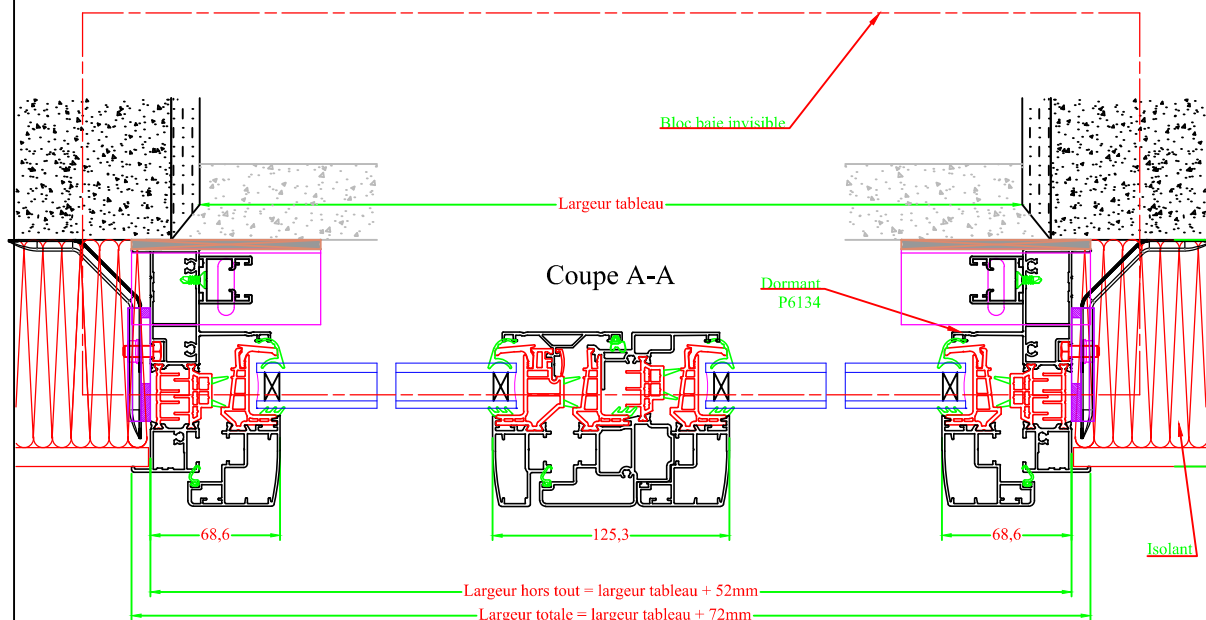 Bloc baie invisible
Largeur tableau
Coupe A-A
Dormant
P6134
68,6
125,3
68,6
Isolant
Largeur hors tout = largeur tableau + 52mm
Largeur totale = largeur tableau + 72mm